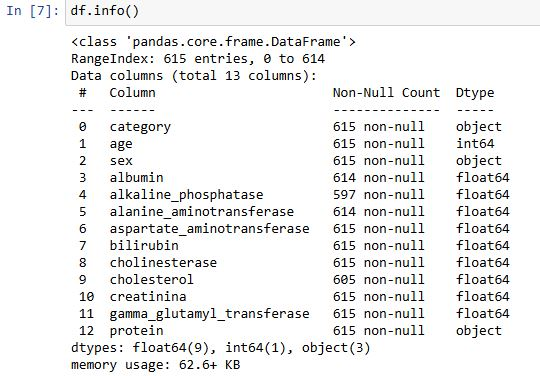 In [7]: df.info()
<class 'pandas.core.frame.DataFrame'>
RangeIndex: 615 entries, 0 to 614
Data columns (total 13 columns):
 #   Column                      Non-Null Count  Dtype
---  ------                      --------------  -----
 0   category                    615 non-null    object
 1   age                         615 non-null    int64
 2   sex                         615 non-null    object
 3   albumin                     614 non-null    float64
 4   alkaline_phosphatase        597 non-null    float64
 5   alanine_aminotransferase    614 non-null    float64
 6   aspartate_aminotransferase  615 non-null    float64
 7   bilirubin                   615 non-null    float64
 8   cholinesterase              615 non-null    float64
 9   cholesterol                 605 non-null    float64
 10  creatinina                  615 non-null    float64
 11  gamma_glutamyl_transferase  615 non-null    float64
 12  protein                     615 non-null    object
dtypes: float64(9), int64(1), object(3)
memory usage: 62.6+ KB